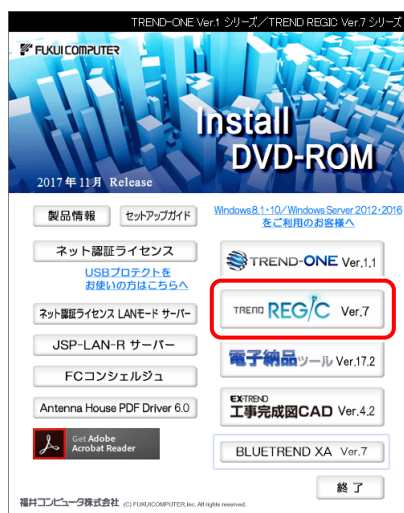 TREND-ONE Ver.1 シリーズ／TREND REGIC Ver.7 シリーズ
FUKUI COMPUTER
Install
DVD-ROM
2017年11月 Release
製品情報
セットアップガイド
Windows8.1・10／Windows Server 2012・2016
をご利用のお客様へ
ネット認証ライセンス
USBプロテクトを
お使いの方はこちらへ
ネット認証ライセンス LANモード サーバー
JSP-LAN-R サーバー
FCコンシェルジュ
Antenna House PDF Driver 6.0
Get Adobe
Acrobat Reader
TREND-ONE Ver.1.1
TREND REGIC Ver.7
電子納品ツール Ver.17.2
EX-TREND
工事完成図CAD Ver.4.2
BLUETREND XA Ver.7
終了
福井コンピュータ株式会社 (C) FUKUICOMPUTER, Inc. All rights reserved.